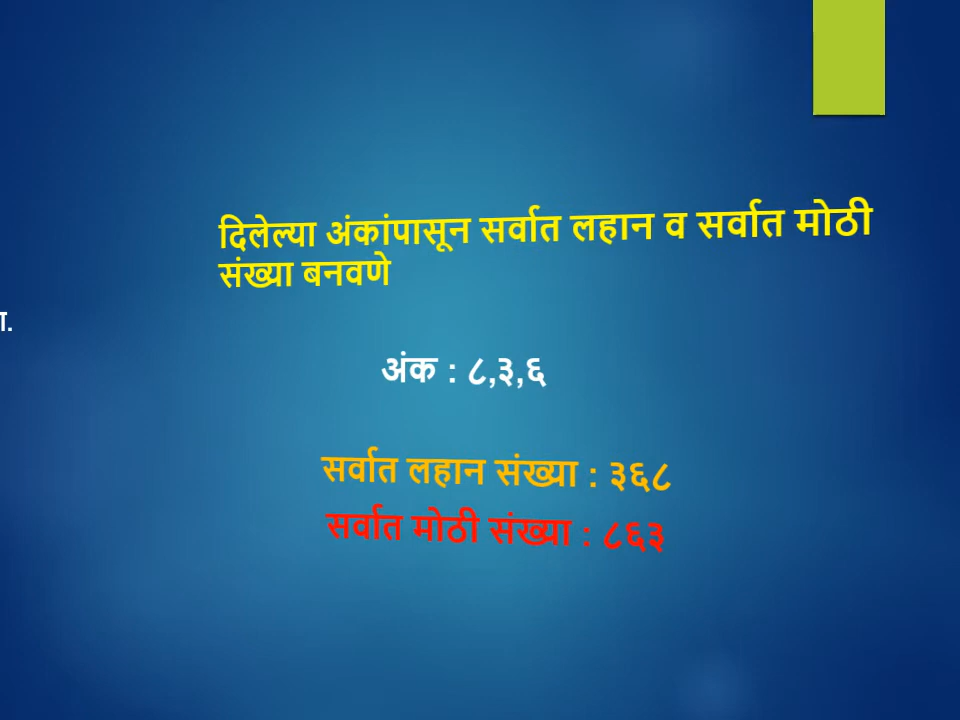 दिलेल्या अंकांपासून सर्वात लहान व सर्वात मोठी
संख्या बनवणे
अंक : ८,३,६
सर्वात लहान संख्या : ३६८
सर्वात मोठी संख्या : ८६३